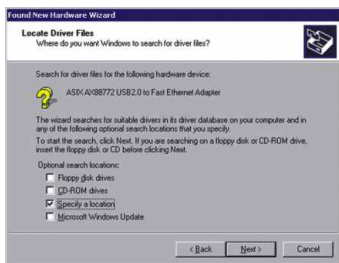 Found New Hardware Wizard
Locate Driver Files
Where do you want Windows to search for driver files?
Search for driver files for the following hardware device:
ASIX AX88772 USB2.0 to Fast Ethernet Adapter
The wizard searches for suitable drivers in its driver database on your computer and in
any of the following optional search locations that you specify.
To start the search, click Next. If you are searching on a floppy disk or CD-ROM drive,
insert the floppy disk or CD before clicking Next.
Optional search locations:
Floppy disk drives
CD-ROM drives
Specify a location
Microsoft Windows Update
< Back
Next >
Cancel